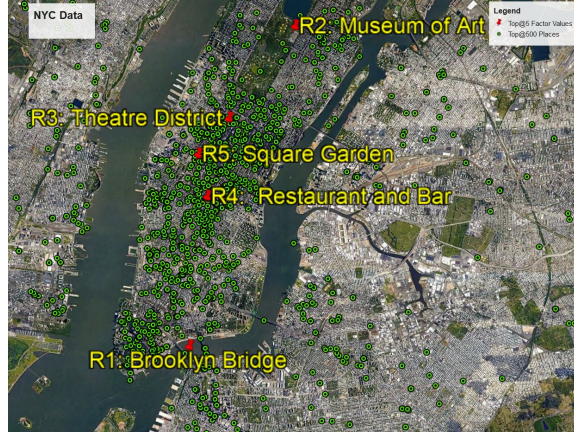 NYC Data
Legend
Top@5 Factor Values
Top@500 Places
R2: Museum of Art
R3: Theatre District
R5: Square Garden
R4: Restaurant and Bar
R1: Brooklyn Bridge